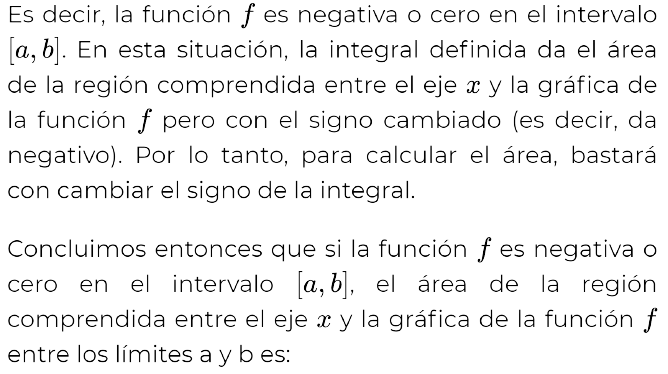 Es decir, la función f es negativa o cero en el intervalo
[a, b]. En esta situación, la integral definida da el área
de la región comprendida entre el eje x y la gráfica de
la función f pero con el signo cambiado (es decir, da
negativo). Por lo tanto, para calcular el área, bastará
con cambiar el signo de la integral.
Concluimos entonces que si la función f es negativa o
cero en el intervalo [a, b], el área de la región
comprendida entre el eje x y la gráfica de la función f
entre los límites a y b es: